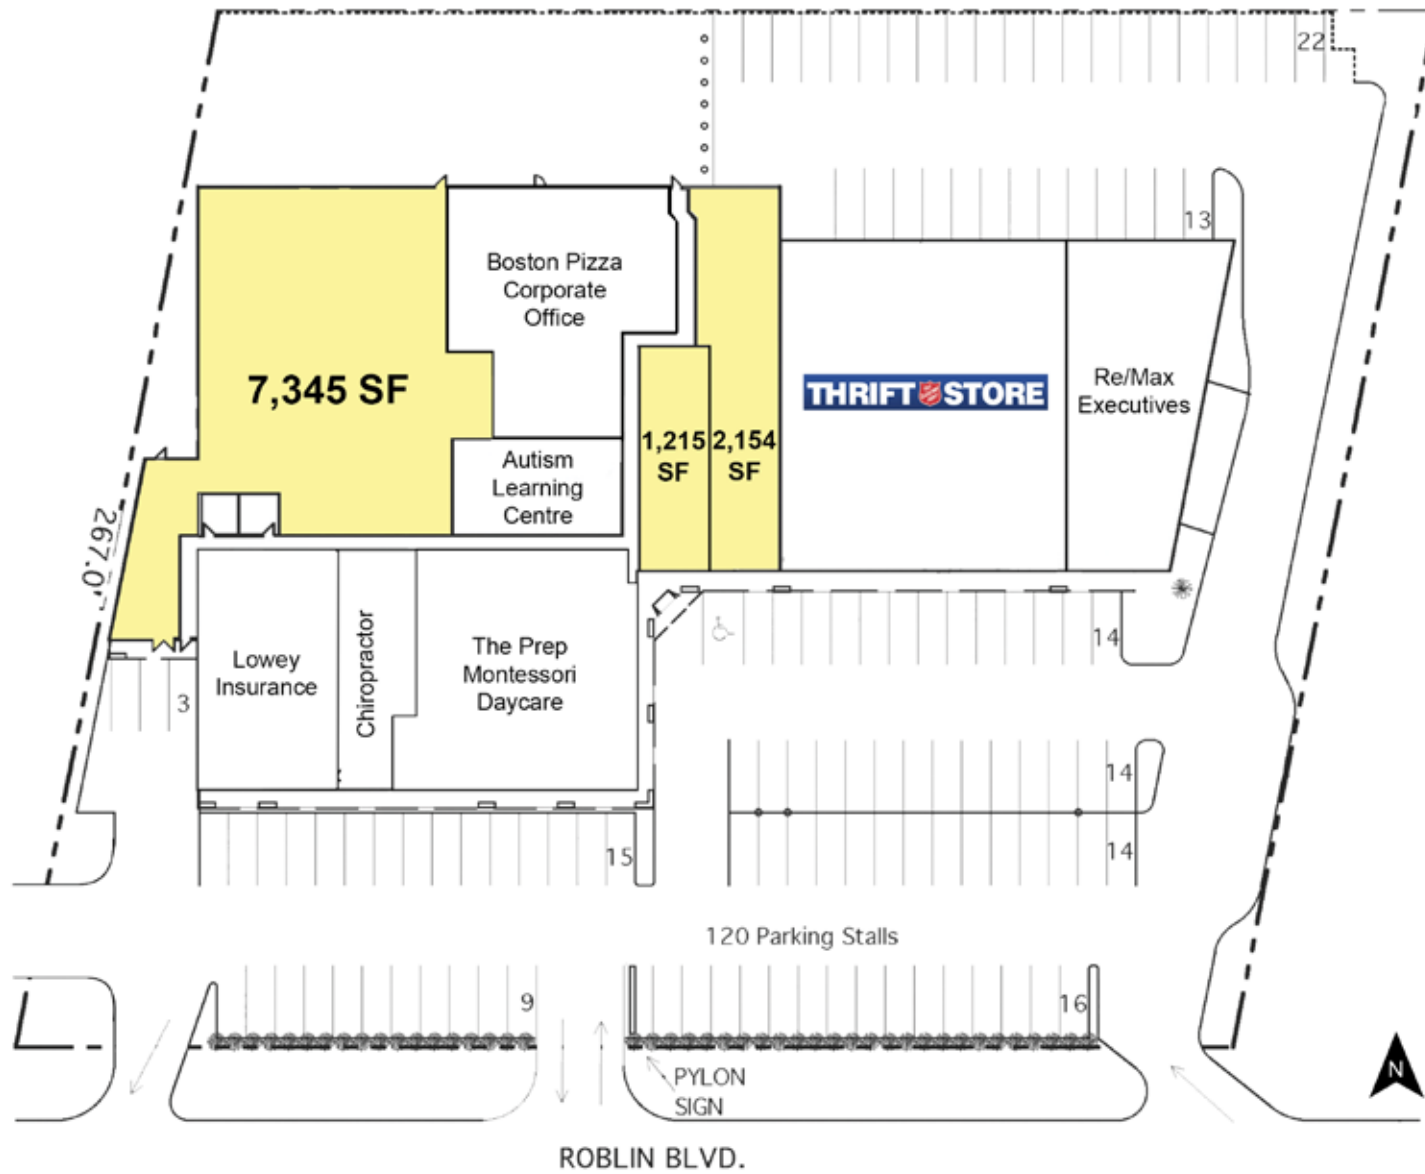 22
13
Boston Pizza
Corporate
Office
7,345 SF
THRIFT STORE
Re/Max
Executives
1,215
SF
2,154
SF
Autism
Learning
Centre
267.0'
Lowey
Insurance
Chiropractor
The Prep
Montessori
Daycare
3
14
14
14
15
120 Parking Stalls
9
16
PYLON
SIGN
N
ROBLIN BLVD.